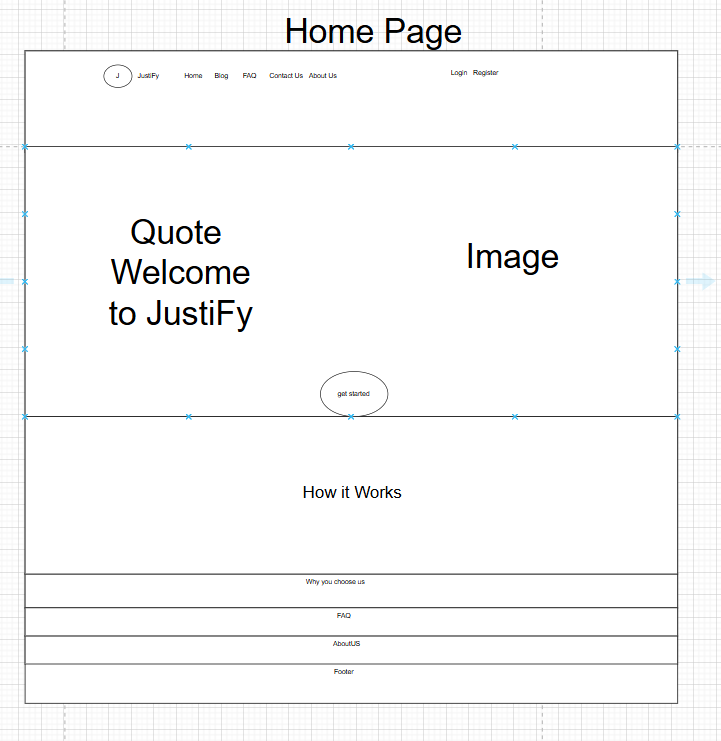 Home Page
J JustiFy Home Blog FAQ Contact Us About Us Login Register
Quote
Welcome
to JustiFy
Image
get started
How it Works
Why you choose us
FAQ
AboutUS
Footer